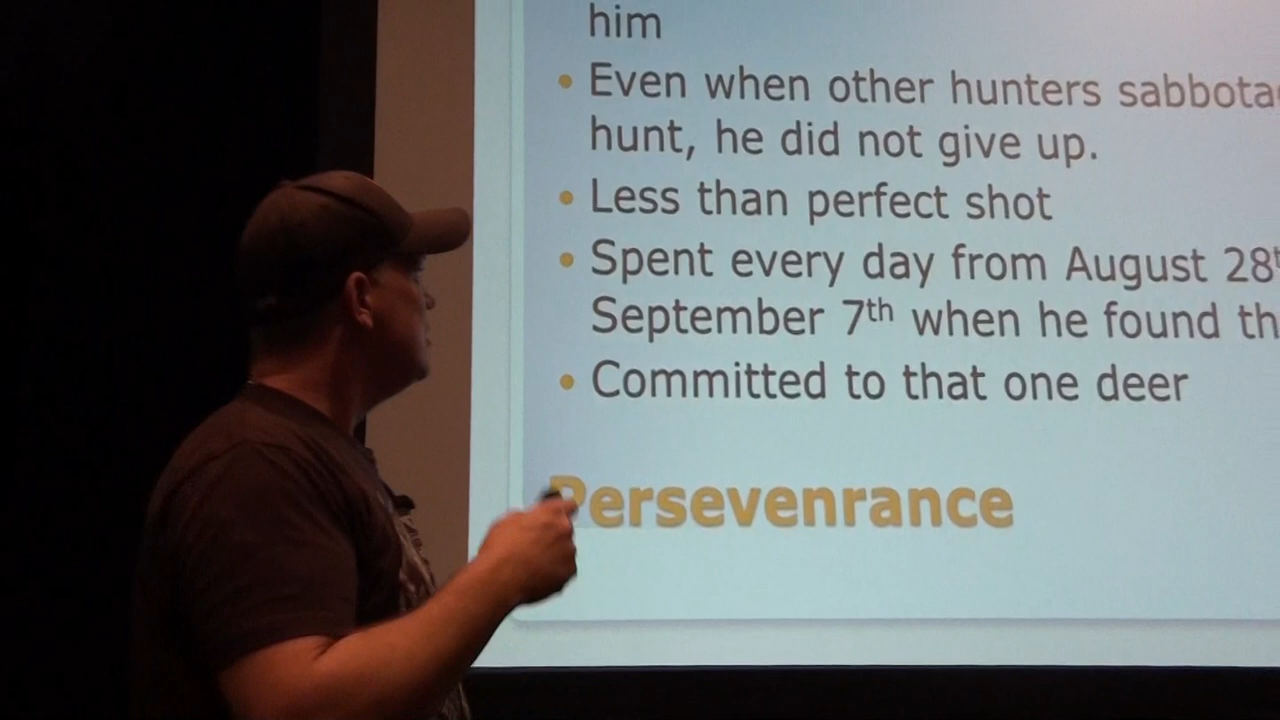 him
• Even when other hunters sabbota
hunt, he did not give up.
• Less than perfect shot
• Spent every day from August 28t
September 7th when he found th
• Committed to that one deer
Persevenrance